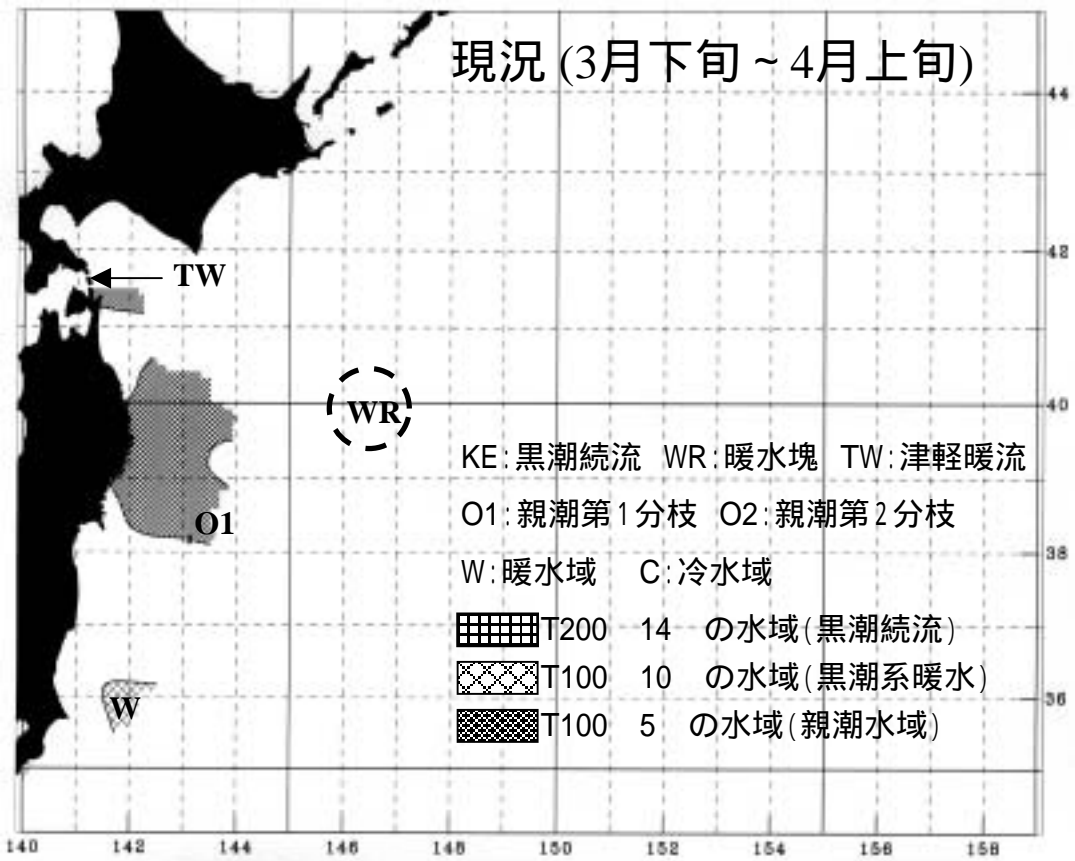 現況 (3月下旬 ~ 4月上旬)
44
42
TW
40
WR
KE:黒潮続流 WR:暖水塊 TW:津軽暖流
O1:親潮第1分枝 O2:親潮第2分枝
O1
38
W:暖水域 C:冷水域
T200 14 の水域(黒潮続流)
T100 10 の水域(黒潮系暖水)
W
36
T100 5 の水域(親潮水域)
140 142 144 146 148 150 152 154 156 158